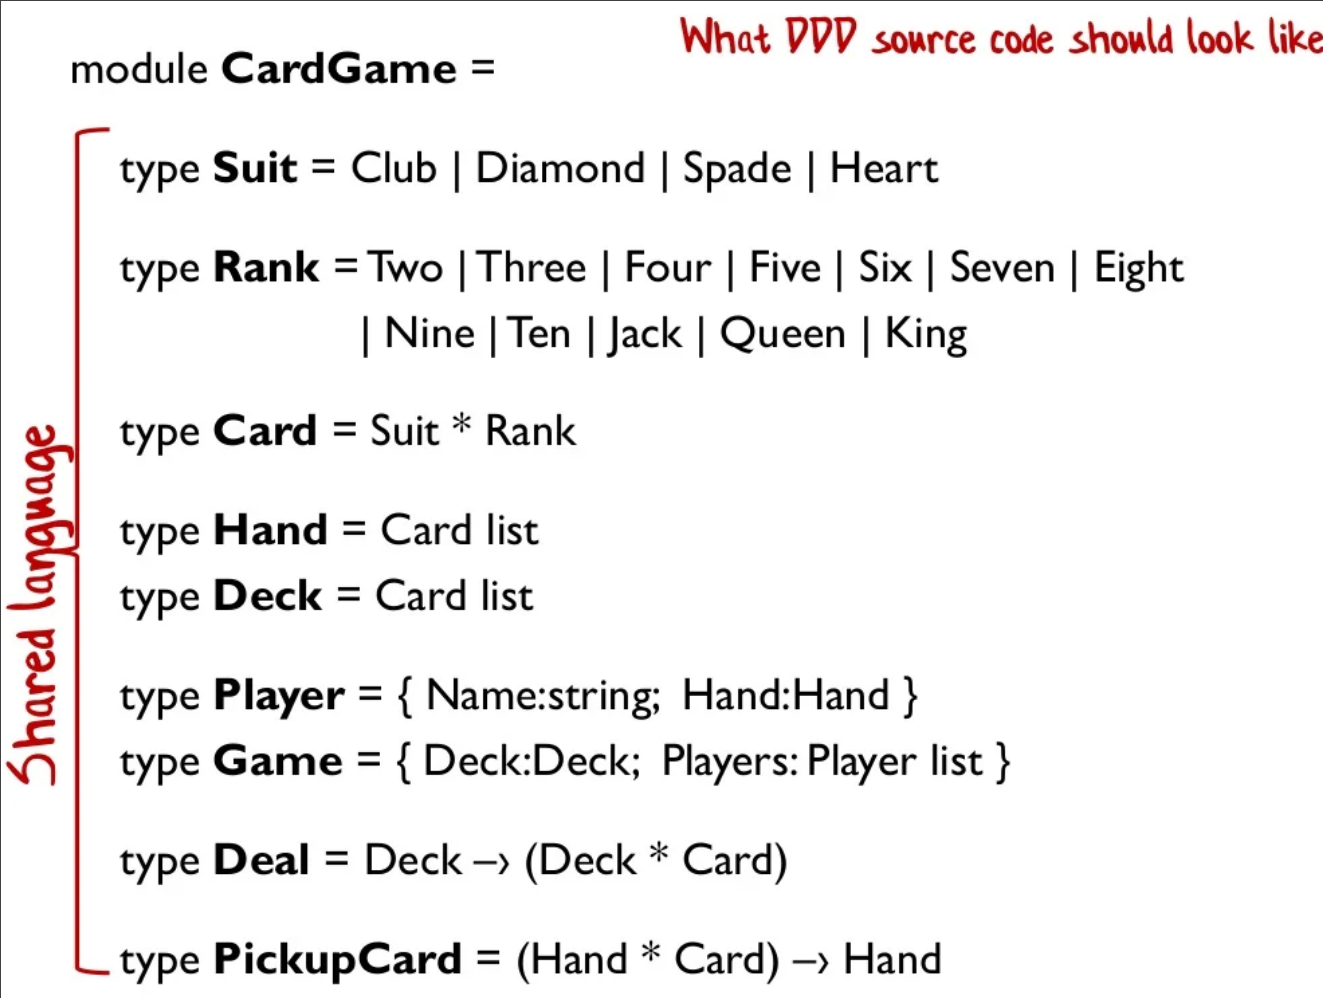 What DDD source code should look like
module CardGame =
type Suit = Club | Diamond | Spade | Heart
type Rank = Two | Three | Four | Five | Six | Seven | Eight
| Nine | Ten | Jack | Queen | King
type Card = Suit * Rank
type Hand = Card list
type Deck = Card list
type Player = { Name:string; Hand:Hand }
type Game = { Deck:Deck; Players: Player list }
type Deal = Deck –› (Deck * Card)
type PickupCard = (Hand * Card) –› Hand
Shared language